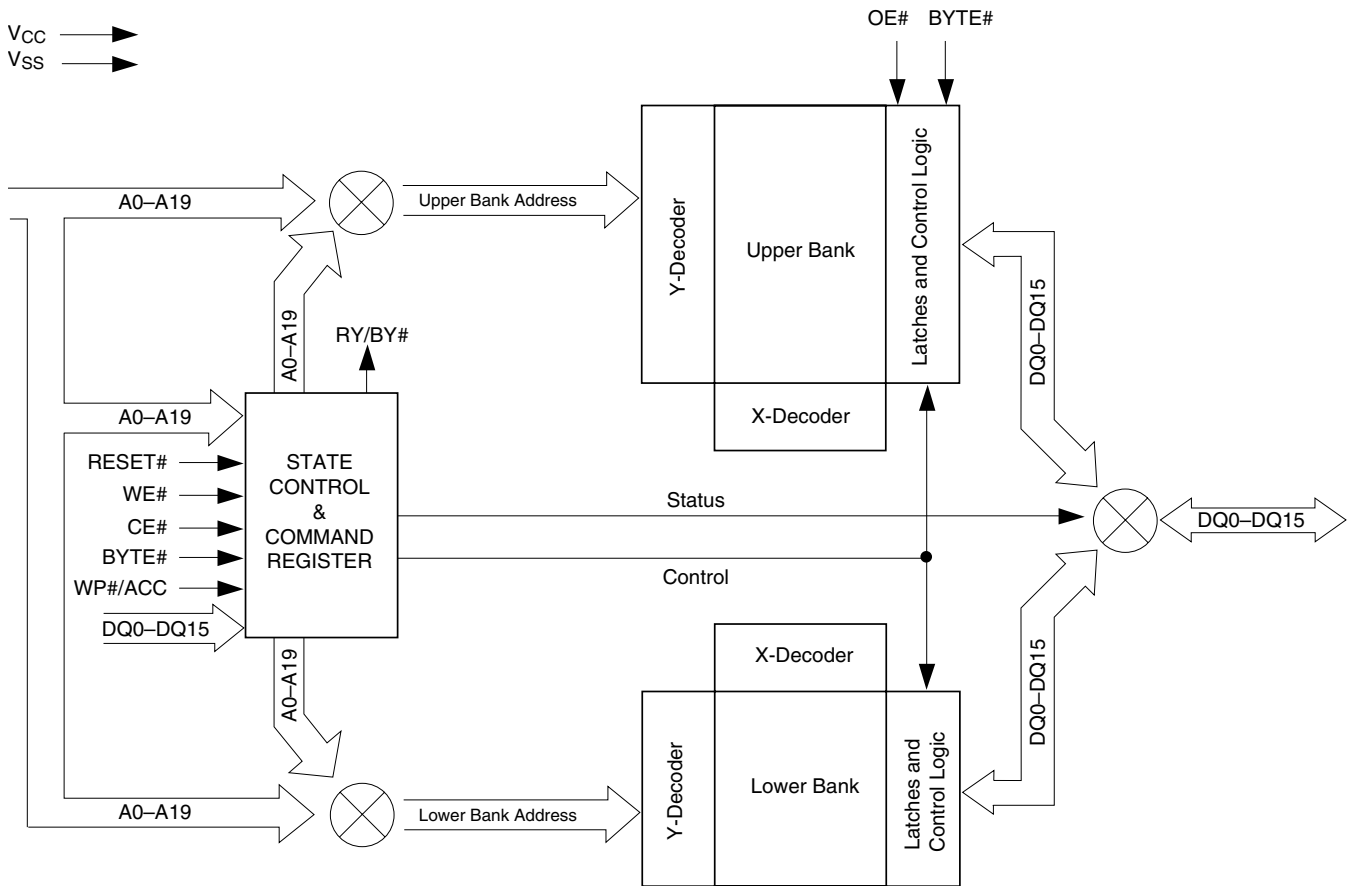 VCC
VSS
OE# BYTE#
A0–A19
Upper Bank Address
Y-Decoder
Upper Bank
Latches and Control Logic
X-Decoder
DQ0–DQ15
A0–A19
RY/BY#
A0–A19
RESET#
WE#
CE#
BYTE#
WP#/ACC
DQ0–DQ15
STATE
CONTROL
&
COMMAND
REGISTER
Status
Control
DQ0–DQ15
A0–A19
X-Decoder
Y-Decoder
Lower Bank
Latches and
Control Logic
DQ0–DQ15
A0–A19
Lower Bank Address